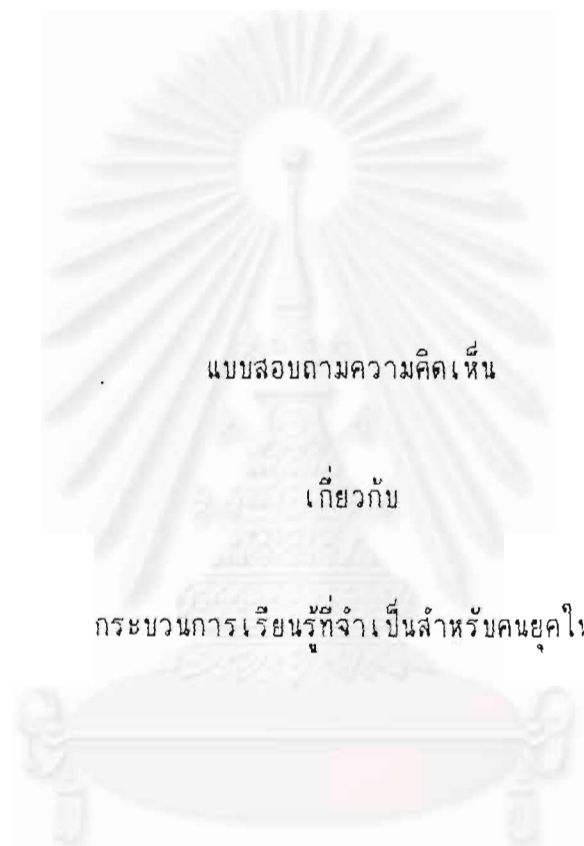 แบบสอบถามความคิดเห็น
เกี่ยวกับ
กระบวนการเรียนรู้ที่จำเป็นสำหรับคนยุค